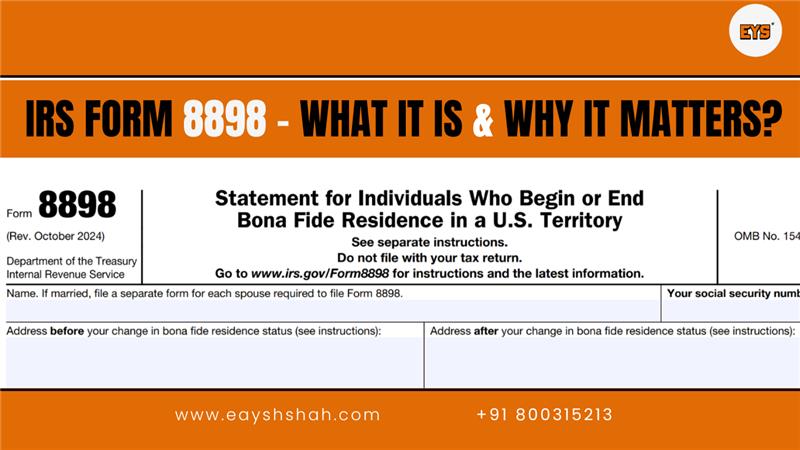 EYS
IRS FORM 8898 - WHAT IT IS & WHY IT MATTERS?
Form 8898
(Rev. October 2024)
Department of the Treasury
Internal Revenue Service
Statement for Individuals Who Begin or End
Bona Fide Residence in a U.S. Territory
See separate instructions.
Do not file with your tax return.
Go to www.irs.gov/Form8898 for instructions and the latest information.
OMB No. 154
Name. If married, file a separate form for each spouse required to file Form 8898.
Your social security numb
Address before your change in bona fide residence status (see instructions):
Address after your change in bona fide residence status (see instructions):
www.eayshshah.com
+91 800315213